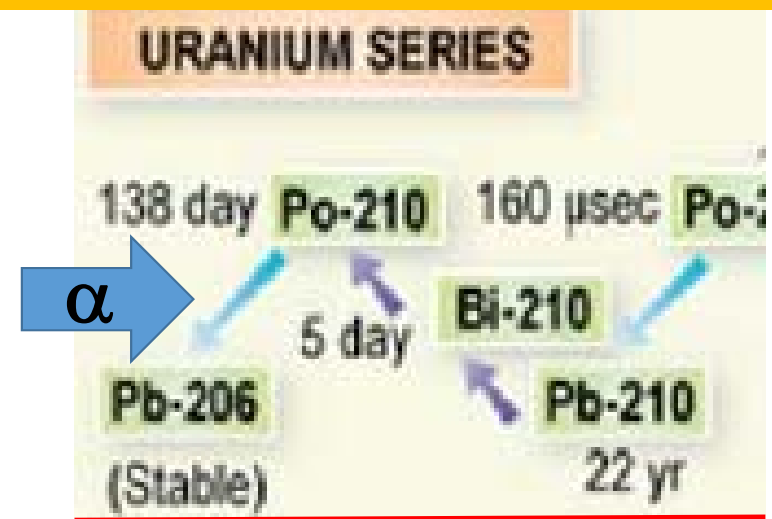 URANIUM SERIES
138 day Po-210 160 µsec
α
5 day Bi-210
Pb-206 Pb-210
(Stable) 22 yr